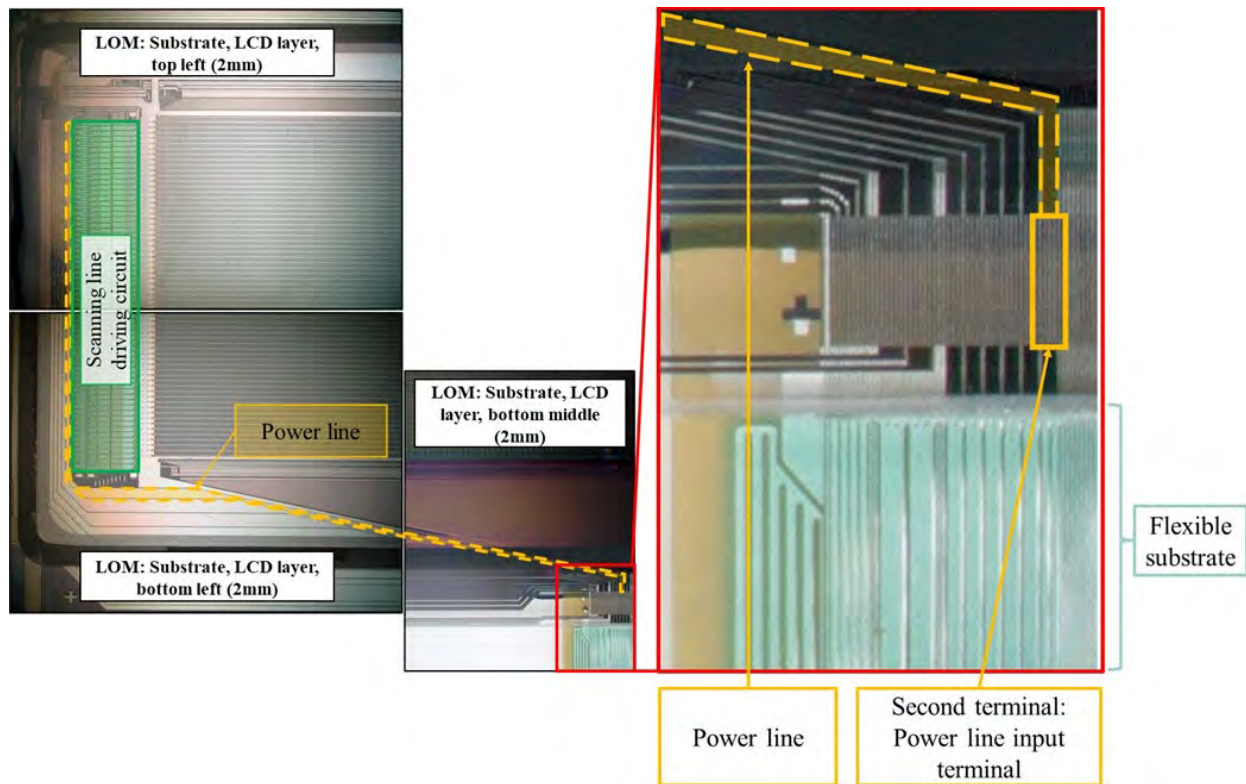 LOM: Substrate, LCD layer,
top left (2mm)
Scanning line
driving circuit
Power line
LOM: Substrate, LCD layer,
bottom left (2mm)
LOM: Substrate, LCD
layer, bottom middle
(2mm)
Flexible
substrate
Power line
Second terminal:
Power line input
terminal